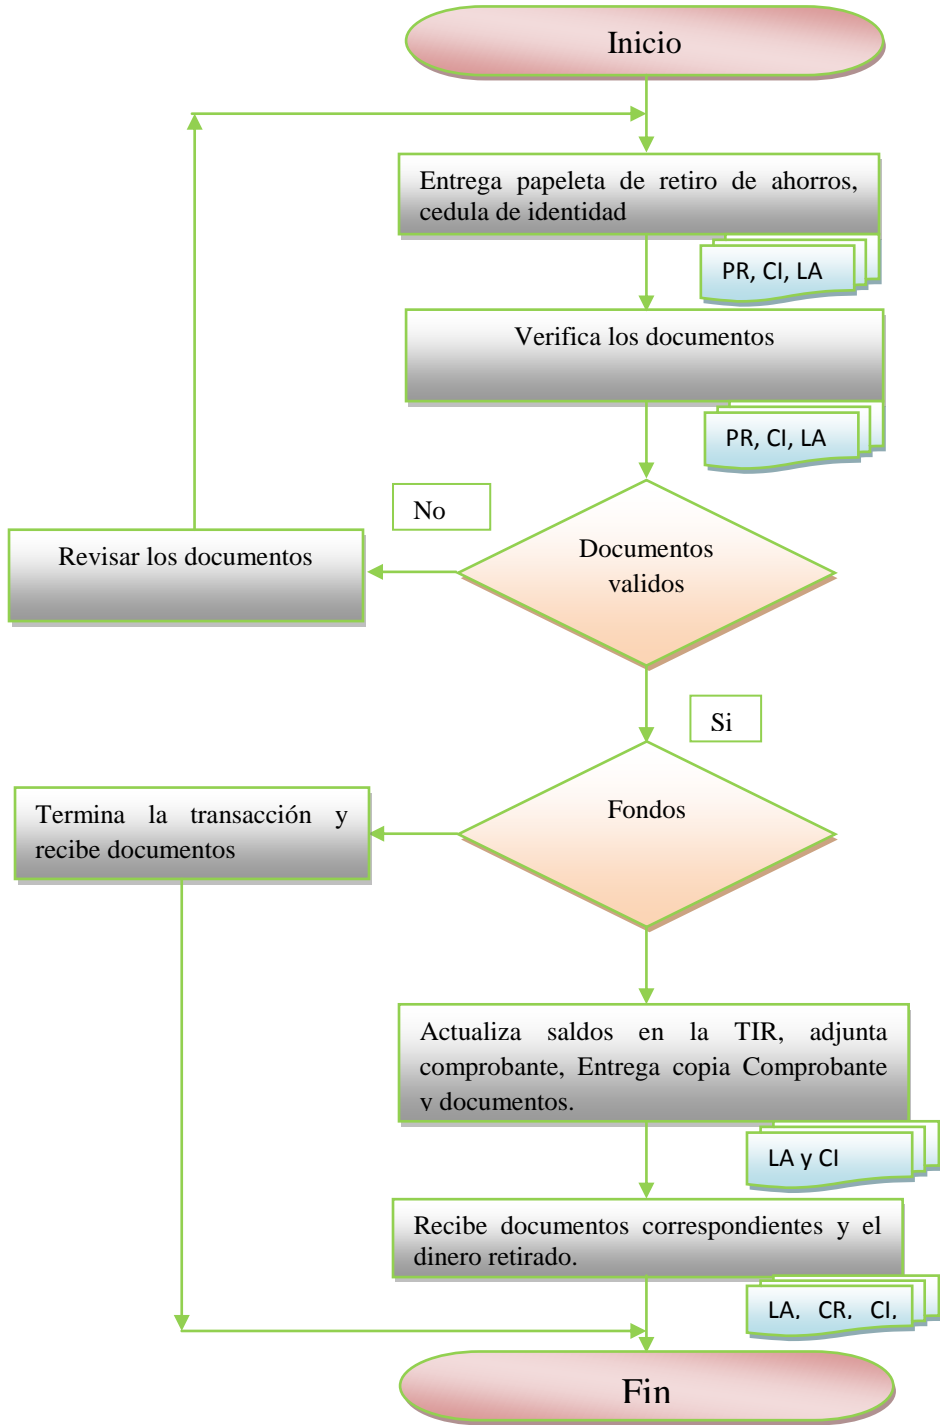 Inicio
Entrega papeleta de retiro de ahorros,
cedula de identidad
PR, CI, LA
Verifica los documentos
PR, CI, LA
No
Revisar los documentos
Documentos
validos
Si
Fondos
Termina la transacción y
recibe documentos
Actualiza saldos en la TIR, adjunta
comprobante, Entrega copia Comprobante
y documentos.
LA y CI
Recibe documentos correspondientes y el
dinero retirado.
LA, CR, CI,
Fin